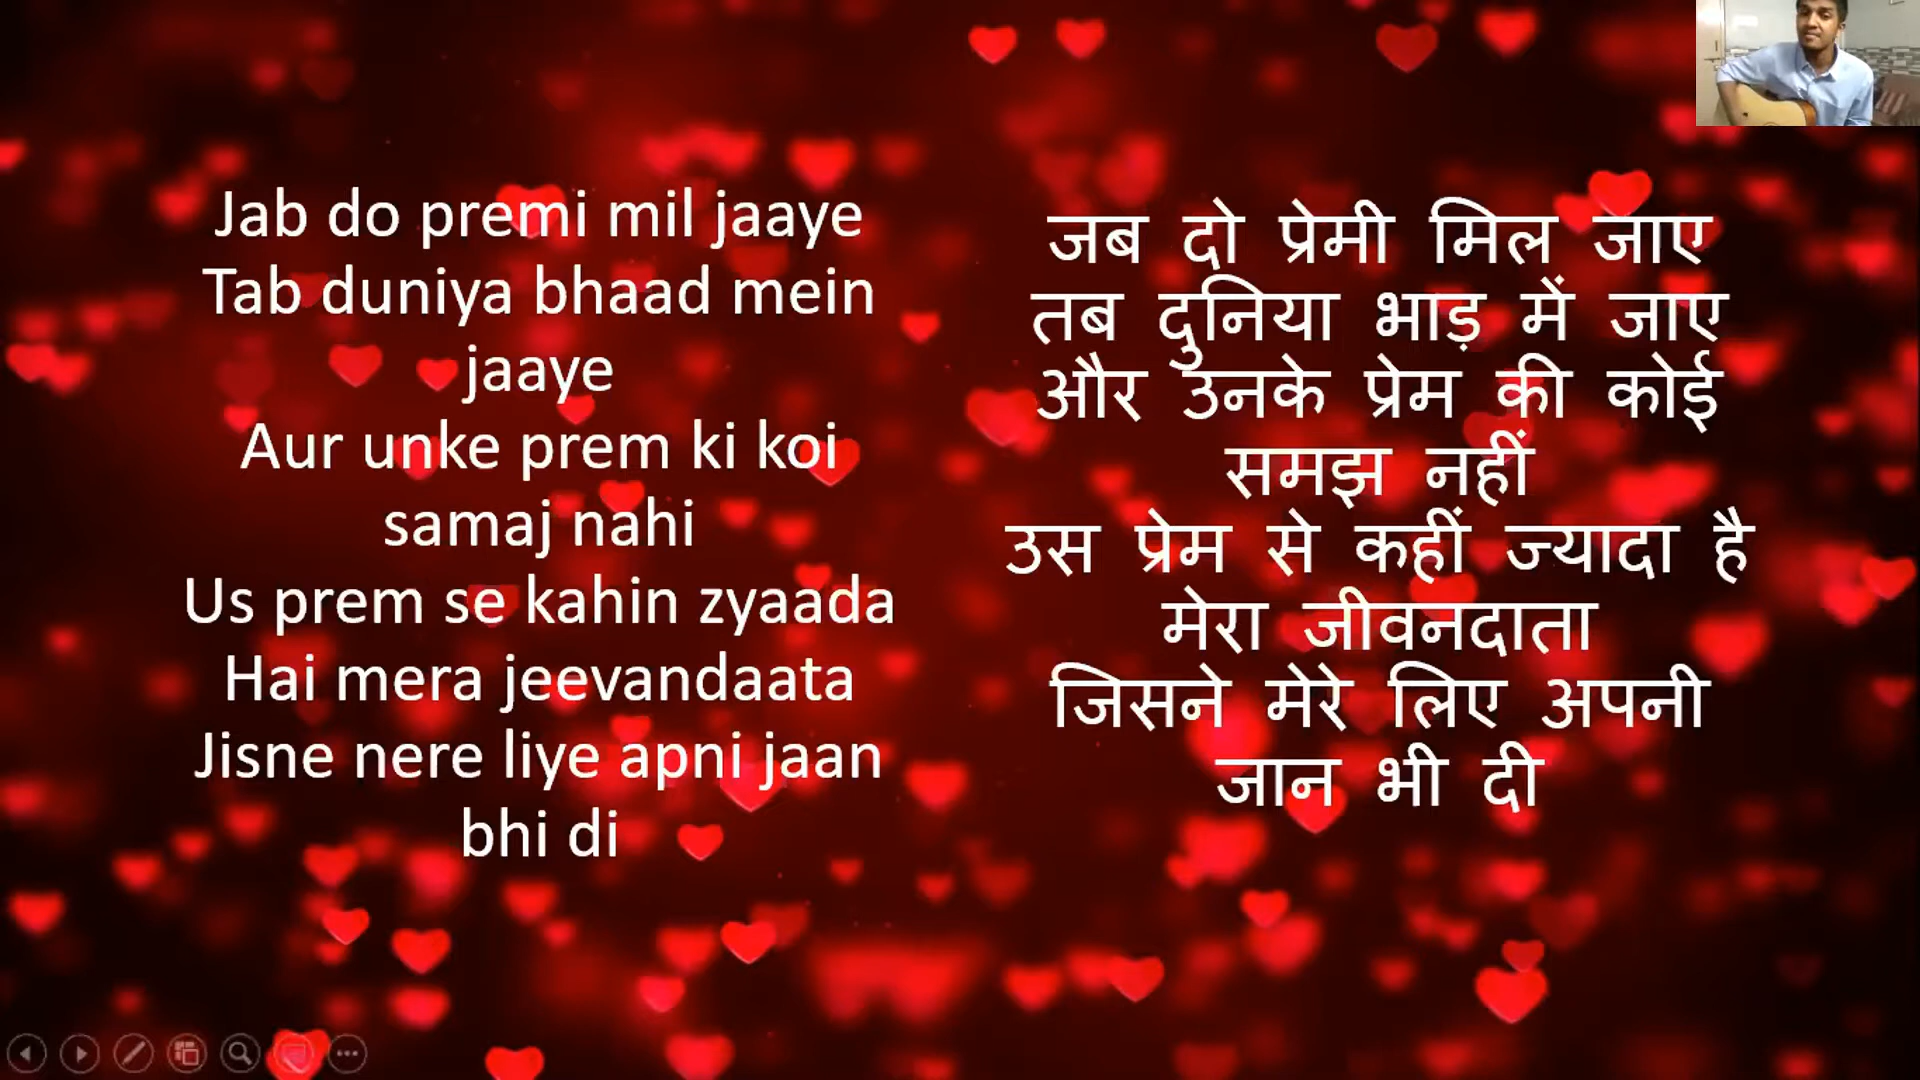 Jab do premi mil jaaye
Tab duniya bhaad mein
jaaye
Aur unke prem ki koi
samaj nahi
Us prem se kahin zyaada
Hai mera jeevandaata
Jisne nere liye apni jaan
bhi di
जब दो प्रेमी मिल जाए
तब दुनिया भाड़ में जाए
और उनके प्रेम की कोई
समझ नहीं
उस प्रेम से कहीं ज्यादा है
मेरा जीवनदाता
जिसने मेरे लिए अपनी
जान भी दी